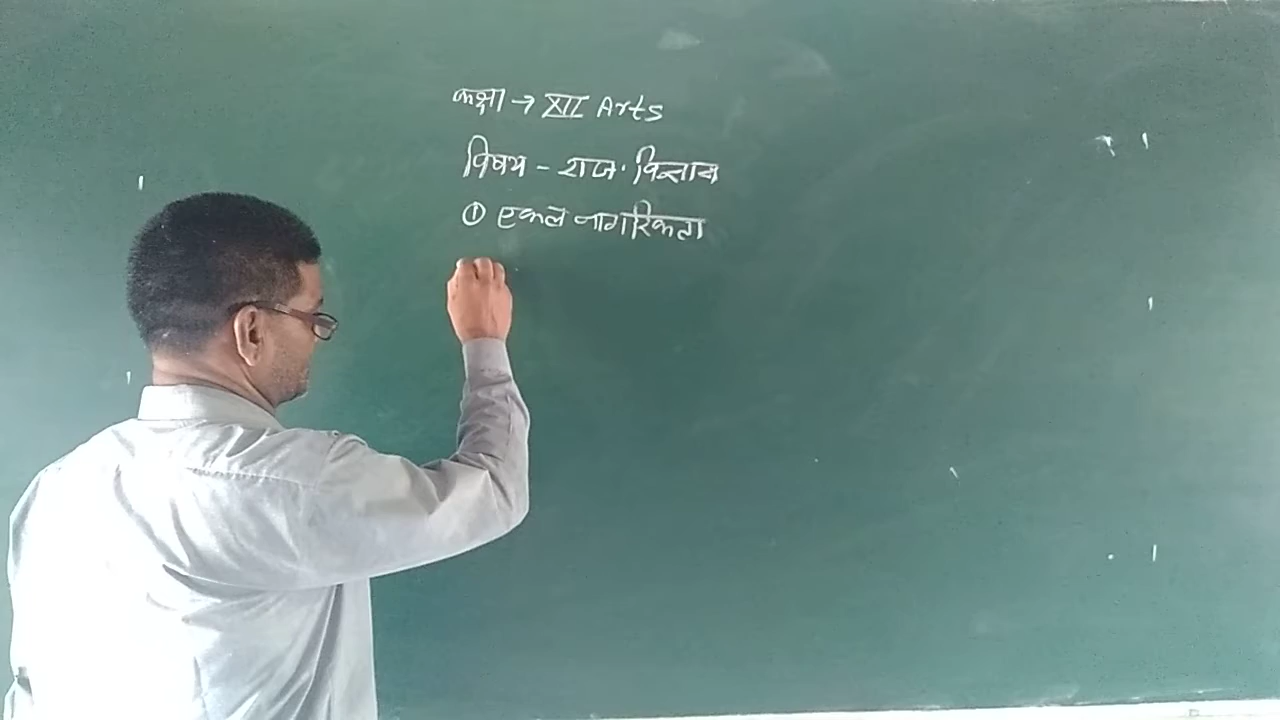 कक्षा → XII Arts
विषय - राज. विज्ञान
① एकल नागरिकता